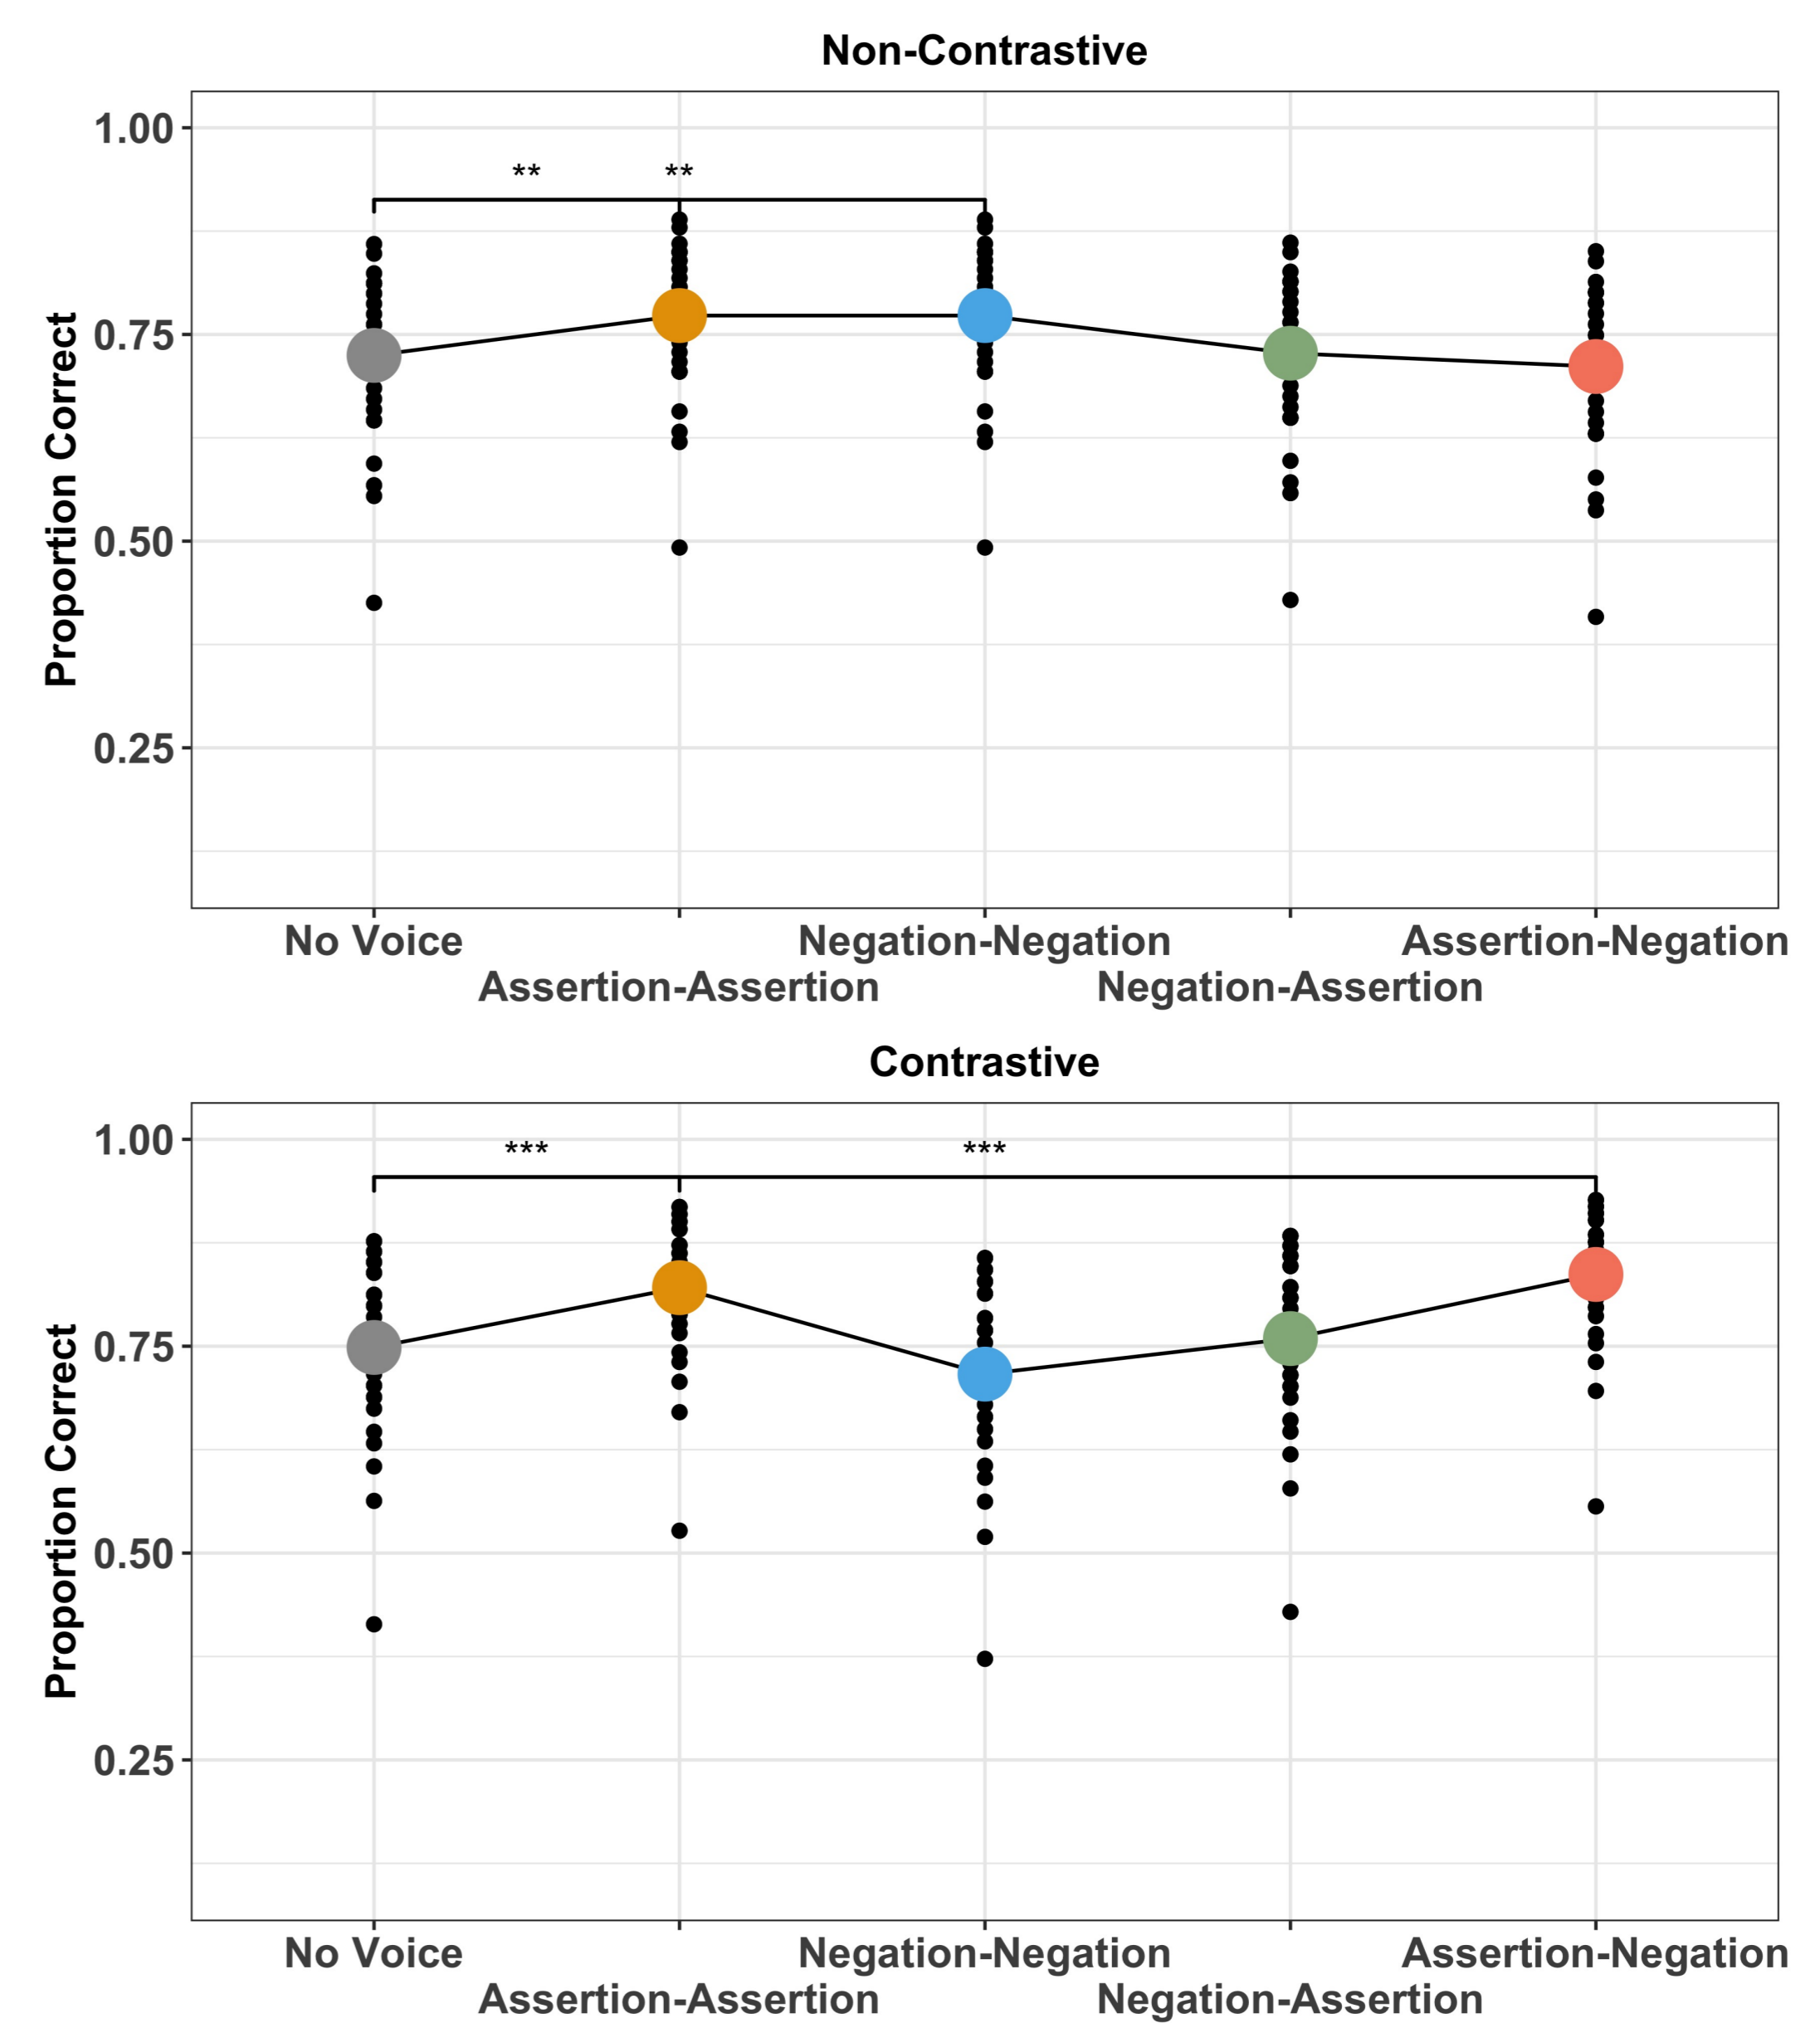 Non-Contrastive
1.00
** **
0.75
0.50
0.25
Proportion Correct
No Voice Negation-Negation Assertion-Negation
Assertion-Assertion Negation-Assertion
Contrastive
1.00
*** ***
0.75
0.50
0.25
Proportion Correct
No Voice Negation-Negation Assertion-Negation
Assertion-Assertion Negation-Assertion